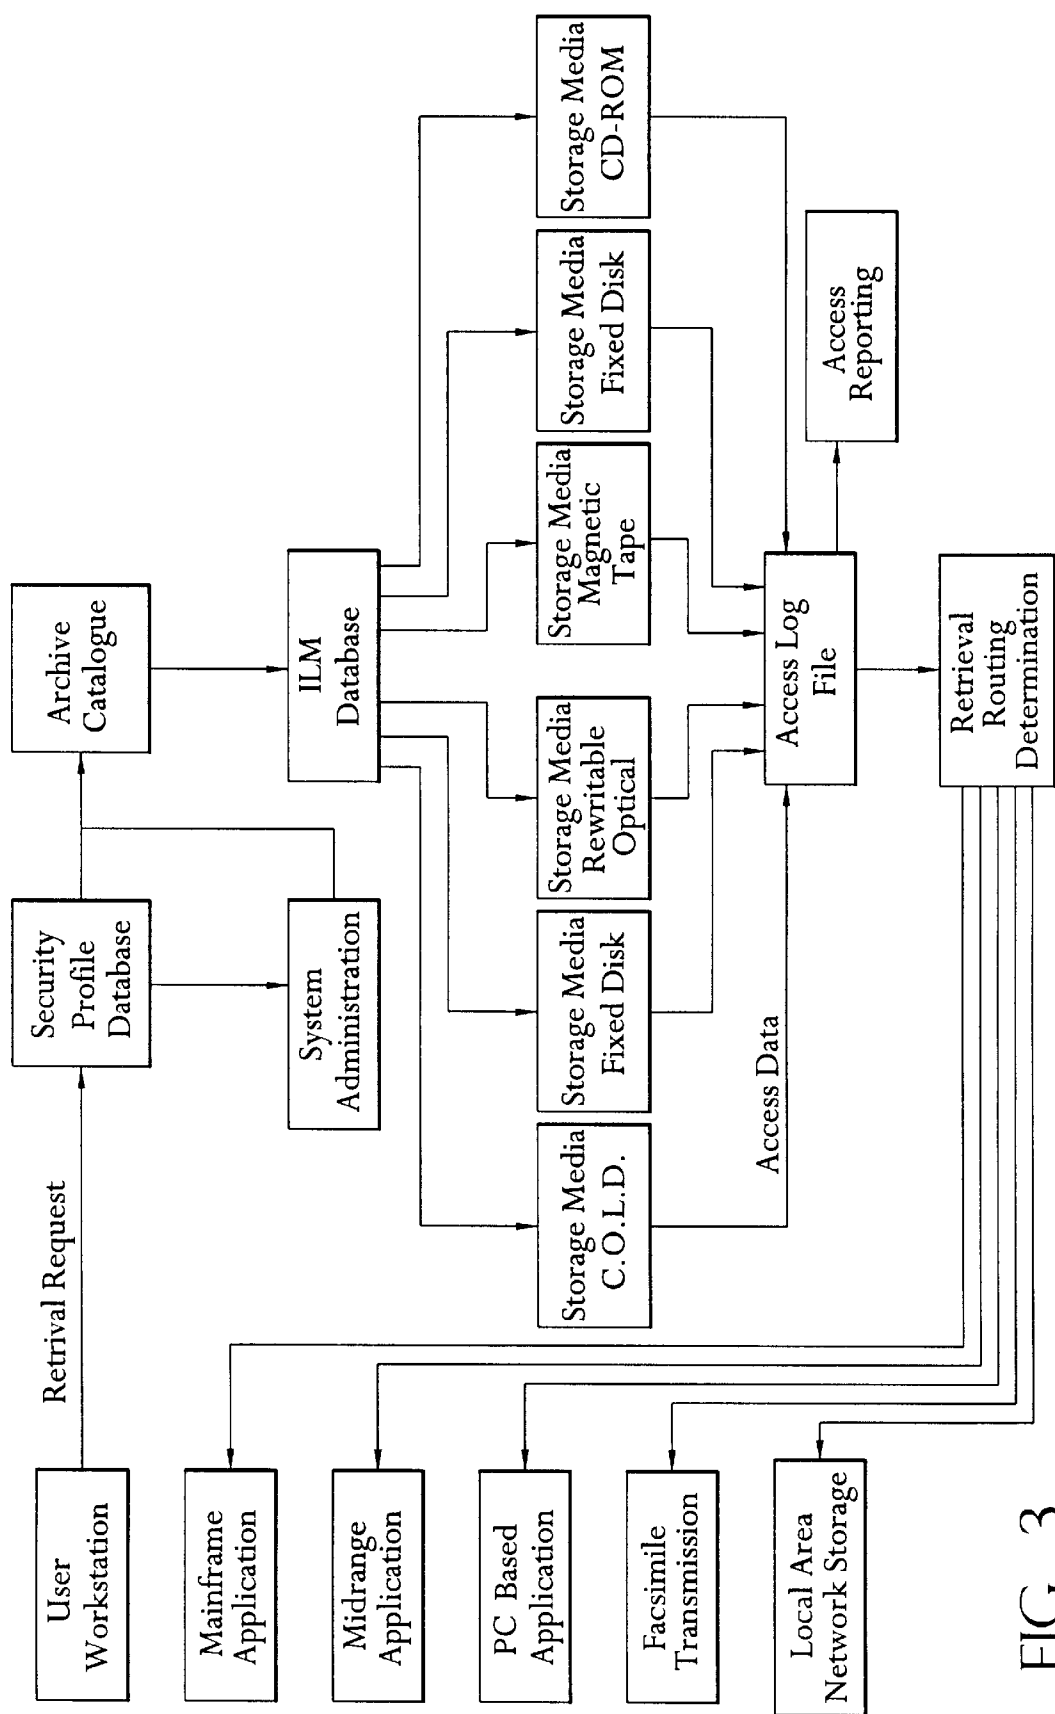 User
Workstation
Retrival Request
Security
Profile
Database
Archive
Catalogue
System
Administration
ILM
Database
Mainframe
Application
Midrange
Application
PC Based
Application
Facsimile
Transmission
Local Area
Network Storage
Storage Media
C.O.L.D.
Storage Media
Fixed Disk
Storage Media
Rewritable
Optical
Storage Media
Magnetic
Tape
Storage Media
Fixed Disk
Storage Media
CD-ROM
Access Data
Access Log
File
Access
Reporting
Retrieval
Routing
Determination
FIG. 3